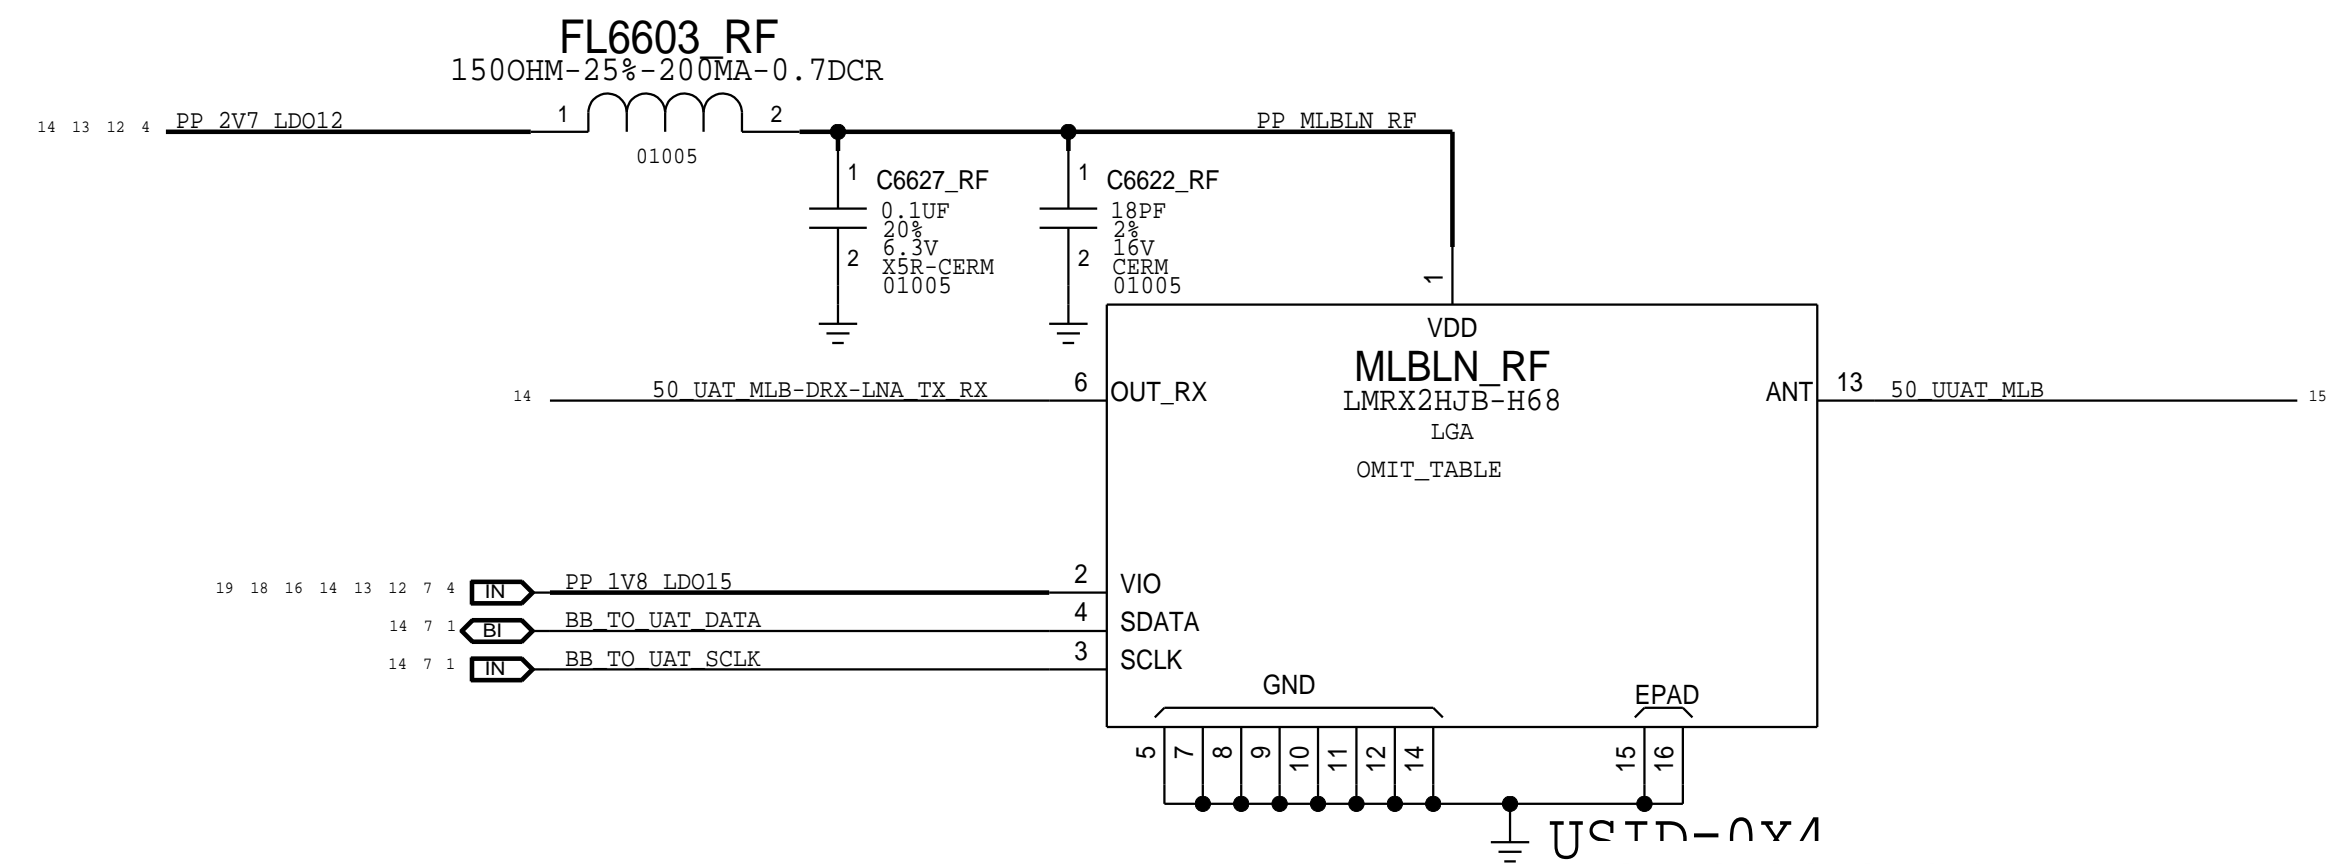 FL6603_RF
150OHM-25%-200MA-0.7DCR
14 13 12 4 PP_2V7_LDO12 1 2 PP_MLBLN_RF
01005
1 C6627_RF
0.1UF
20%
6.3V
2 X5R-CERM
01005
1 C6622_RF
18PF
2%
16V
2 CERM
01005
1
VDD
MLBLN_RF
LMRX2HJB-H68
LGA
OMIT_TABLE
14 50_UAT_MLB-DRX-LNA_TX_RX 6 OUT_RX
ANT 13 50_UUAT_MLB 15
19 18 16 14 13 12 7 4 IN PP_1V8_LDO15 2 VIO
14 7 1 BI BB_TO_UAT_DATA 4 SDATA
14 7 1 IN BB_TO_UAT_SCLK 3 SCLK
GND EPAD
5 7 8 9 10 11 12 14 15 16